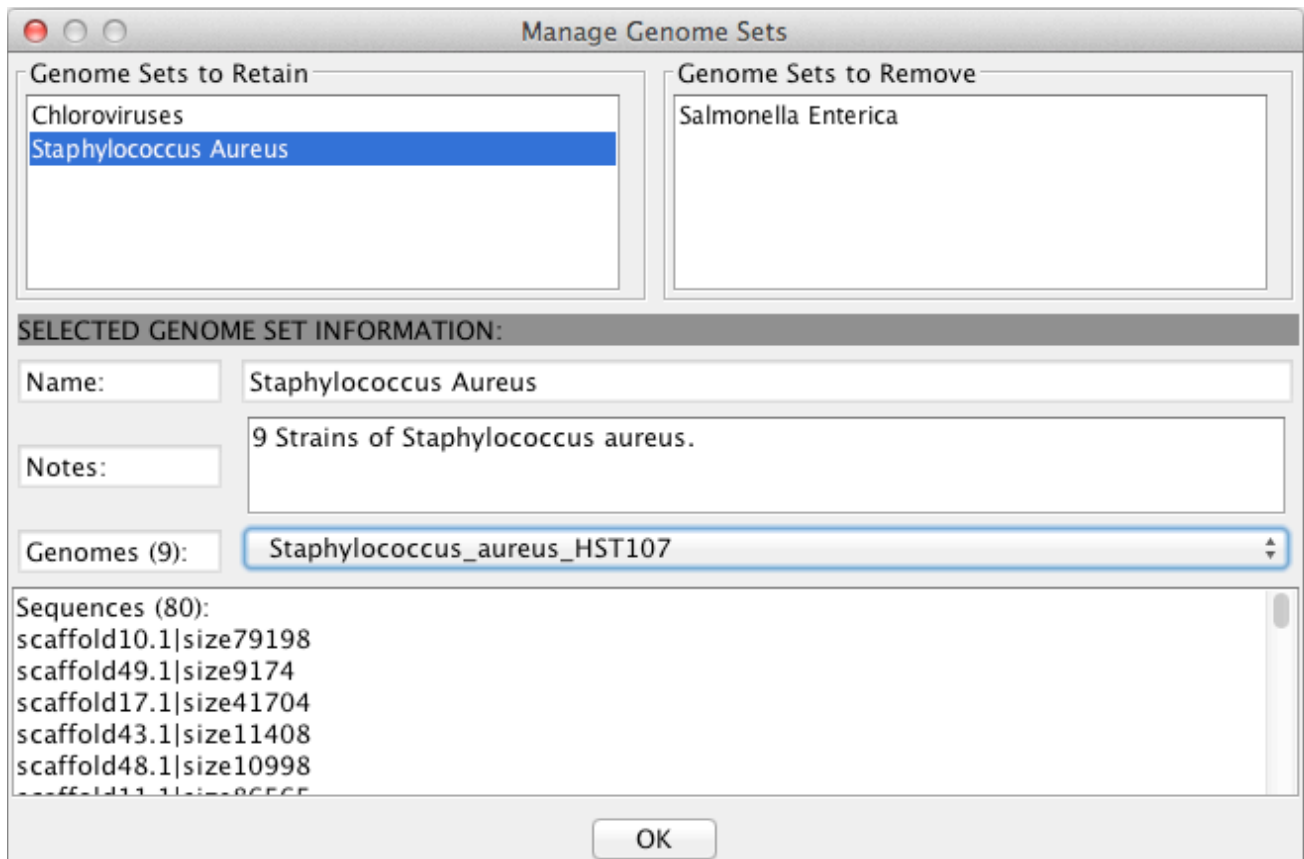 Manage Genome Sets
Genome Sets to Retain
Chloroviruses
Staphylococcus Aureus
Genome Sets to Remove
Salmonella Enterica
SELECTED GENOME SET INFORMATION:
Name: Staphylococcus Aureus
Notes: 9 Strains of Staphylococcus aureus.
Genomes (9): Staphylococcus_aureus_HST107
Sequences (80):
scaffold10.1|size79198
scaffold49.1|size9174
scaffold17.1|size41704
scaffold43.1|size11408
scaffold48.1|size10998
OK